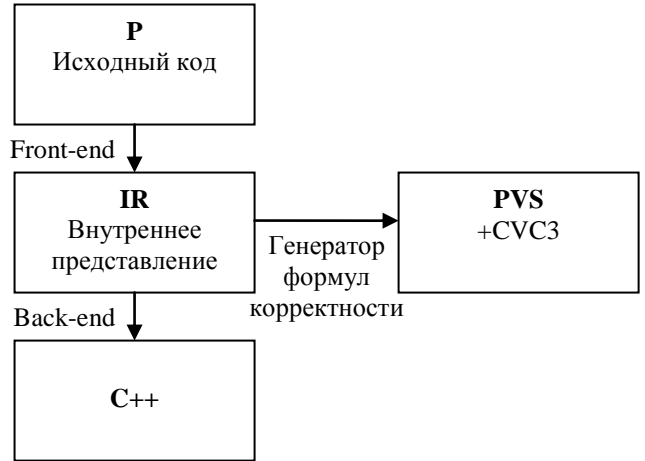 P
Исходный код
Front-end
IR
Внутреннее
представление
PVS
+CVC3
Генератор
формул
корректности
Back-end
C++